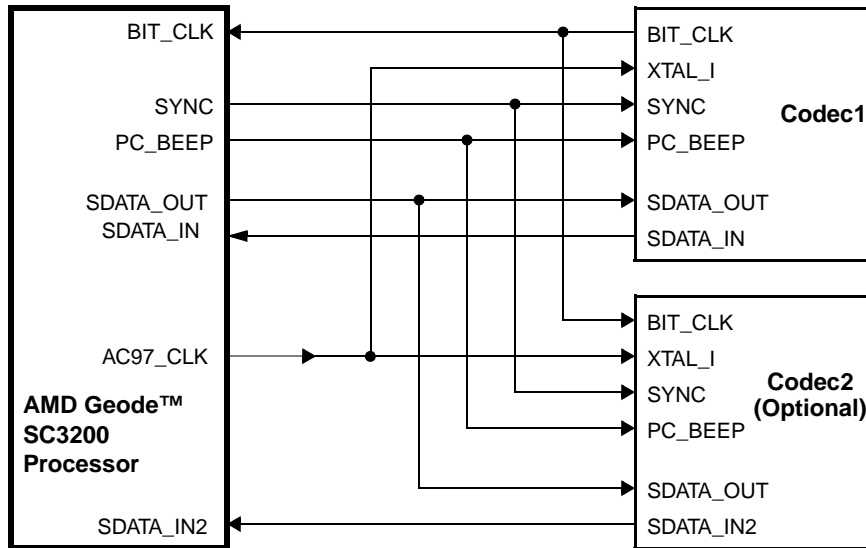 BIT_CLK
SYNC
PC_BEEP
SDATA_OUT
SDATA_IN
AC97_CLK
AMD Geode™
SC3200
Processor
SDATA_IN2
BIT_CLK
XTAL_I
SYNC
Codec1
PC_BEEP
SDATA_OUT
SDATA_IN
BIT_CLK
XTAL_I
SYNC
Codec2
(Optional)
PC_BEEP
SDATA_OUT
SDATA_IN2